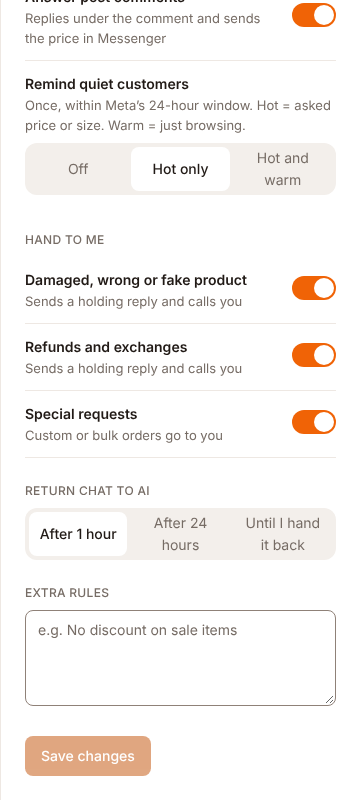 Answer post comments
Replies under the comment and sends
the price in Messenger
Remind quiet customers
Once, within Meta’s 24-hour window. Hot = asked
price or size. Warm = just browsing.
Off
Hot only
Hot and
warm
HAND TO ME
Damaged, wrong or fake product
Sends a holding reply and calls you
Refunds and exchanges
Sends a holding reply and calls you
Special requests
Custom or bulk orders go to you
RETURN CHAT TO AI
After 1 hour
After 24
hours
Until I hand
it back
EXTRA RULES
e.g. No discount on sale items
Save changes